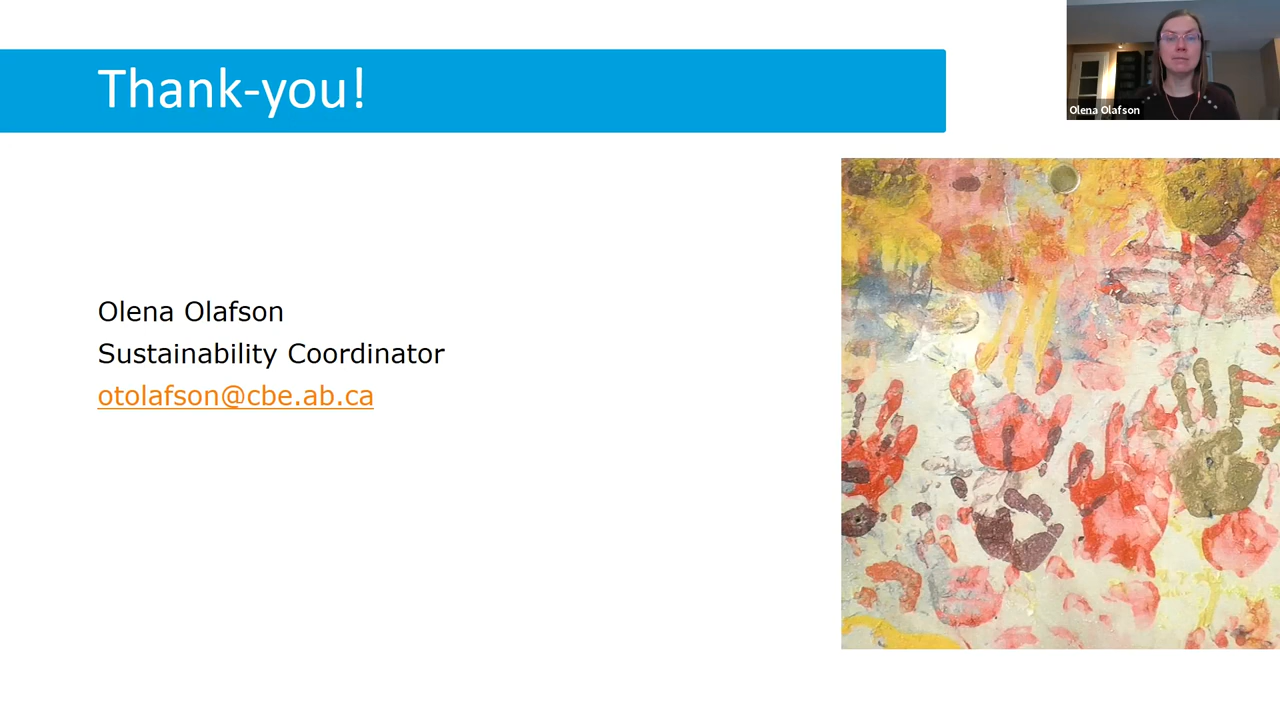 Thank-you!
Olena Olafson
Olena Olafson
Sustainability Coordinator
otolafson@cbe.ab.ca